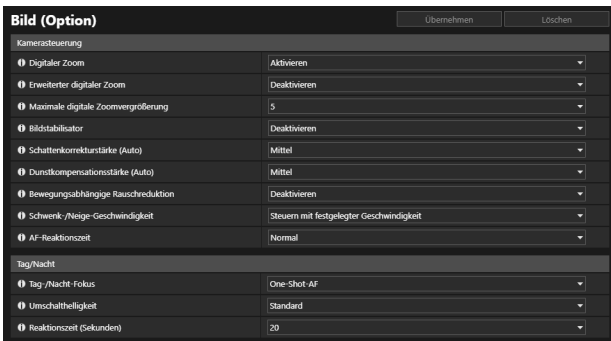 Bild (Option)
Übernehmen
Löschen
Kamerasteuerung
Digitaler Zoom Aktivieren
Erweiterter digitaler Zoom Deaktivieren
Maximale digitale Zoomvergrößerung 5
Bildstabilisator Deaktivieren
Schattenkorrekturstärke (Auto) Mittel
Dunstkompensationsstärke (Auto) Mittel
Bewegungsabhängige Rauschreduktion Deaktivieren
Schwenk-/Neige-Geschwindigkeit Steuern mit festgelegter Geschwindigkeit
AF-Reaktionszeit Normal
Tag/Nacht
Tag-/Nacht-Fokus One-Shot-AF
Umschalthelligkeit Standard
Reaktionszeit (Sekunden) 20